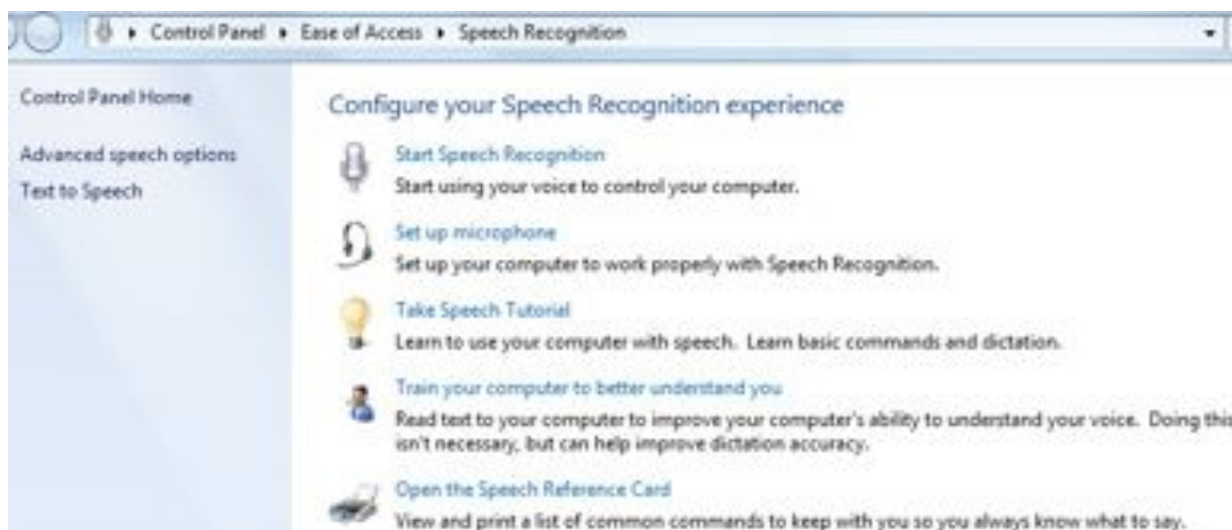 Control Panel ▸ Ease of Access ▸ Speech Recognition
Control Panel Home
Advanced speech options
Text to Speech
Configure your Speech Recognition experience
Start Speech Recognition
Start using your voice to control your computer.
Set up microphone
Set up your computer to work properly with Speech Recognition.
Take Speech Tutorial
Learn to use your computer with speech. Learn basic commands and dictation.
Train your computer to better understand you
Read text to your computer to improve your computer's ability to understand your voice. Doing this
isn't necessary, but can help improve dictation accuracy.
Open the Speech Reference Card
View and print a list of common commands to keep with you so you always know what to say.